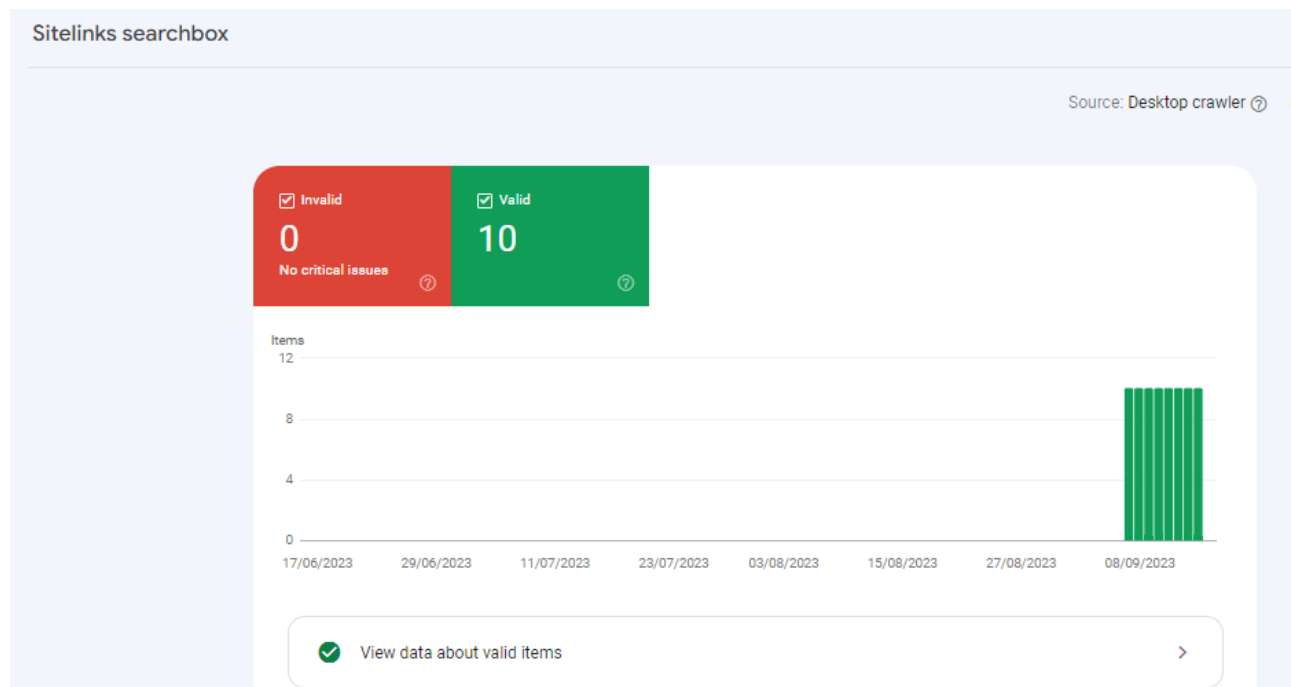 Sitelinks searchbox
Source: Desktop crawler
Invalid
0
No critical issues
Valid
10
Items
12
8
4
0
17/06/2023 29/06/2023 11/07/2023 23/07/2023 03/08/2023 15/08/2023 27/08/2023 08/09/2023
View data about valid items